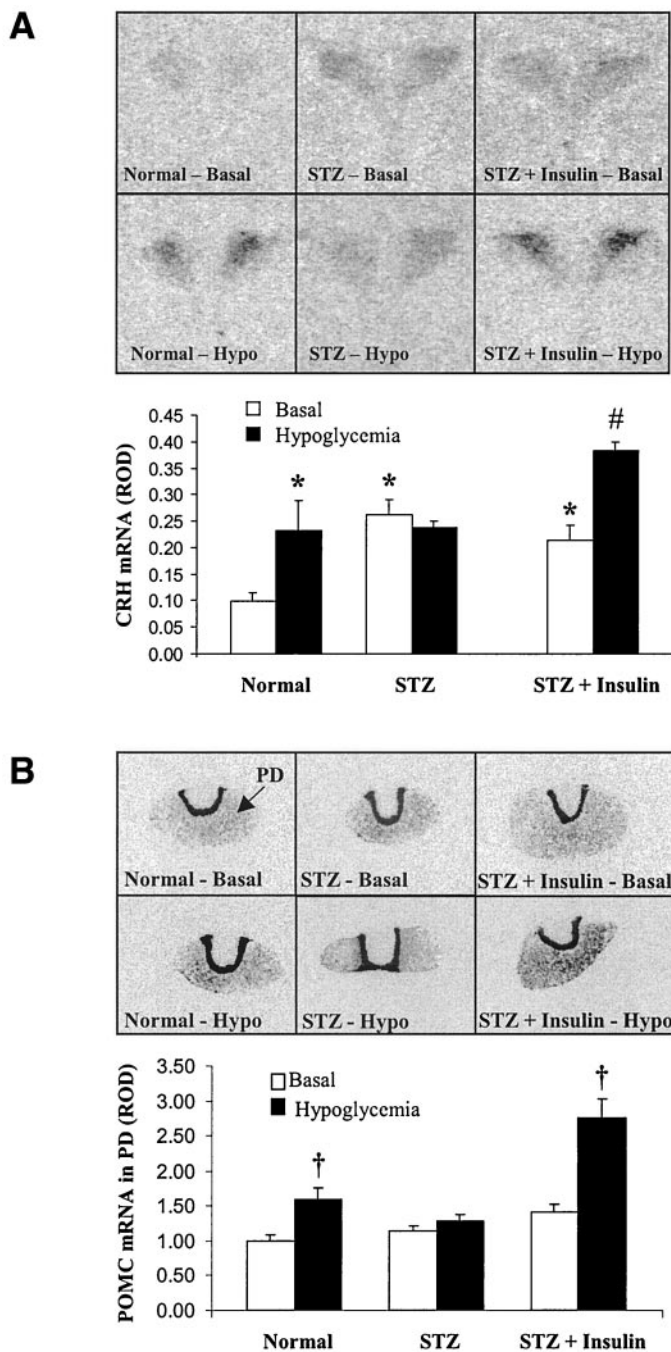 A
Normal – Basal
STZ – Basal
STZ + Insulin – Basal
Normal – Hypo
STZ – Hypo
STZ + Insulin – Hypo
Basal
Hypoglycemia
CRH mRNA (ROD)
0.45
0.40
0.35
0.30
0.25
0.20
0.15
0.10
0.05
0.00
*
*
*
#
Normal
STZ
STZ + Insulin
B
PD
Normal - Basal
STZ - Basal
STZ + Insulin - Basal
Normal - Hypo
STZ - Hypo
STZ + Insulin - Hypo
Basal
Hypoglycemia
POMC mRNA in PD (ROD)
3.50
3.00
2.50
2.00
1.50
1.00
0.50
0.00
†
†
Normal
STZ
STZ + Insulin